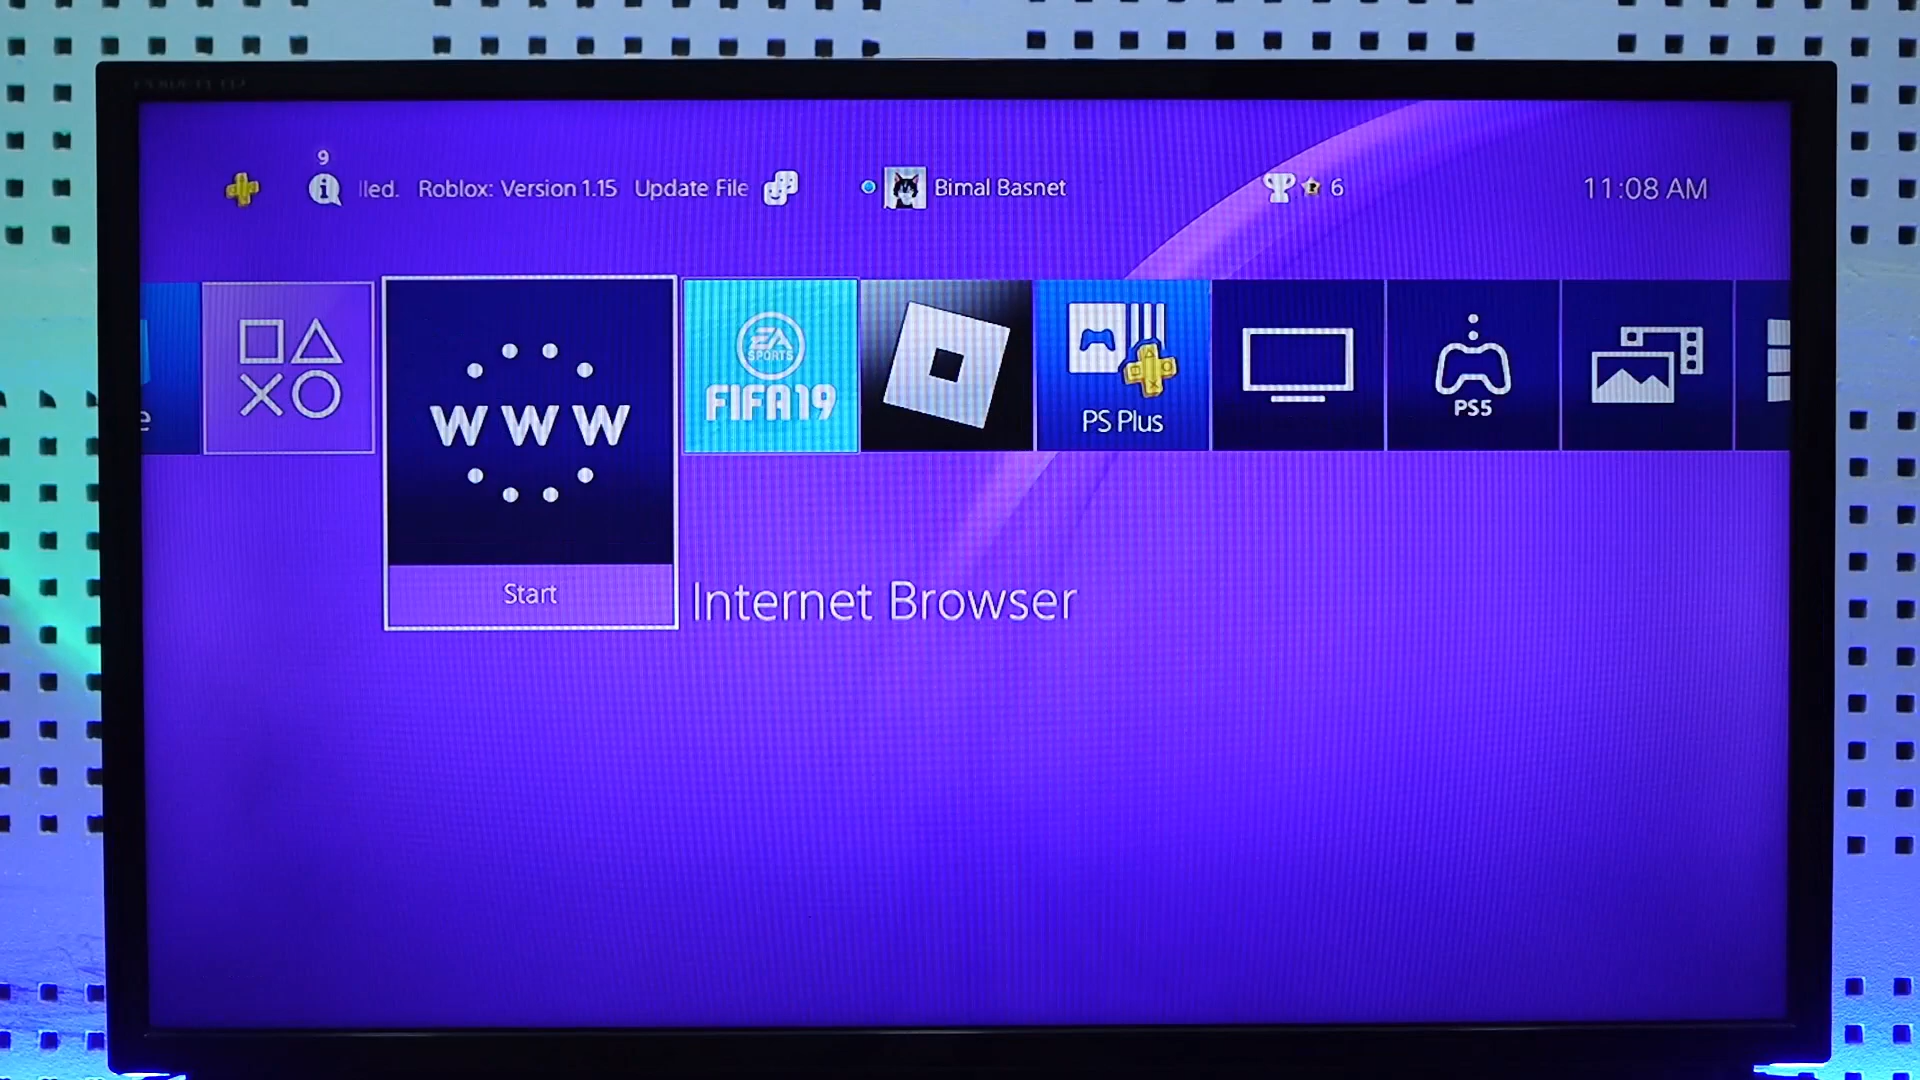 9
lled. Roblox: Version 1.15 Update File
Bimal Basnet
6
11:08 AM
e
WWW
EA
SPORTS
FIFA19
PS Plus
PS5
Start
Internet Browser